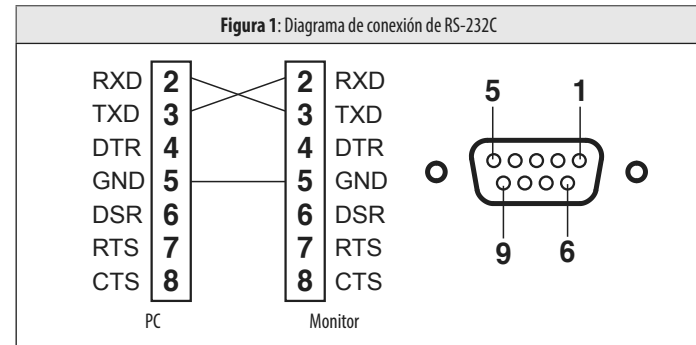 Figura 1: Diagrama de conexión de RS-232C
RXD 2 2 RXD
TXD 3 3 TXD
DTR 4 4 DTR
GND 5 5 GND
DSR 6 6 DSR
RTS 7 7 RTS
CTS 8 8 CTS
PC Monitor
5 1
9 6